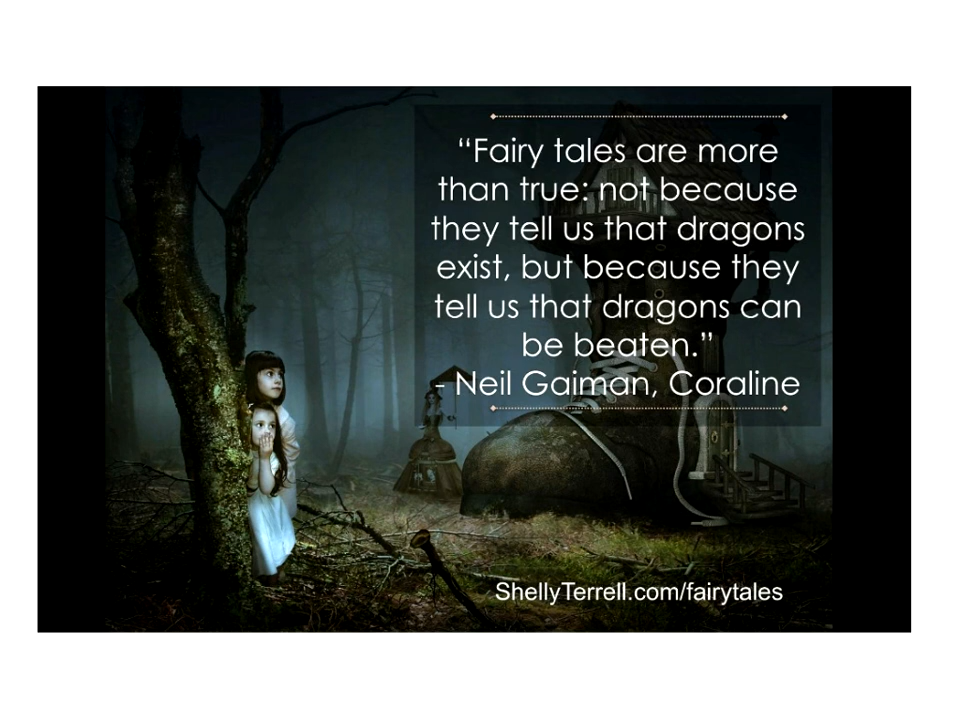 “Fairy tales are more
than true: not because
they tell us that dragons
exist, but because they
tell us that dragons can
be beaten.”
- Neil Gaiman, Coraline
ShellyTerrell.com/fairytales